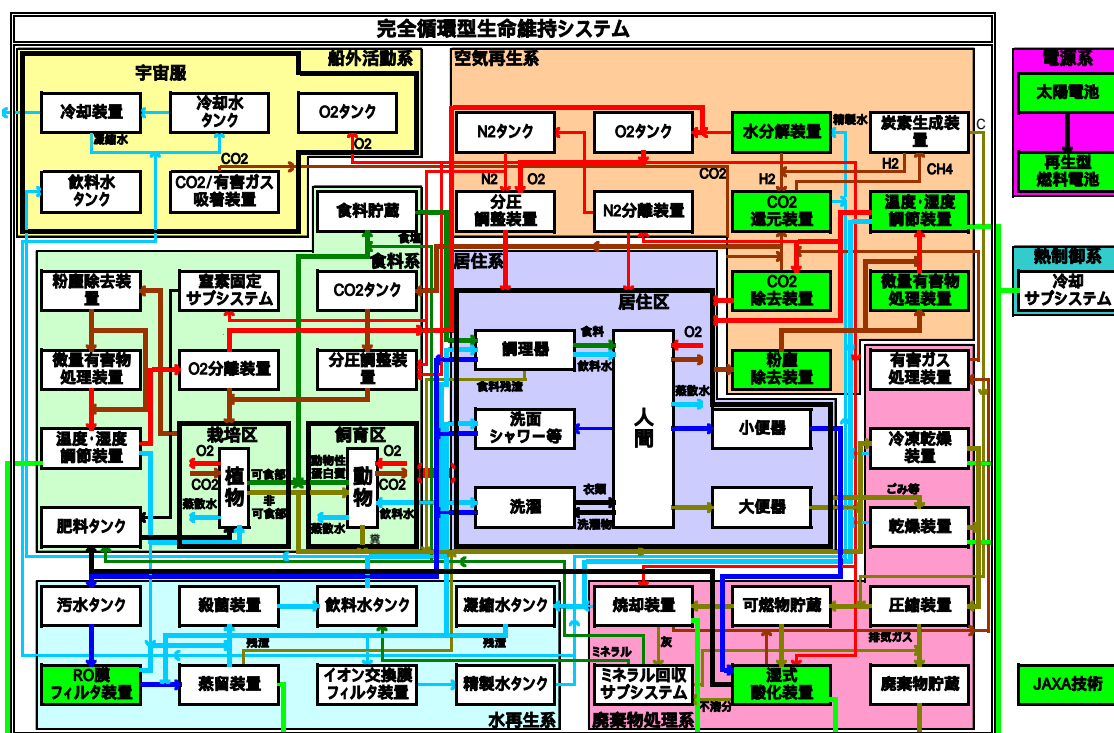 完全循環型生命維持システム
船外活動系
宇宙服
冷却装置
冷却水
タンク
O2タンク
凝縮水
O2
CO2
飲料水
タンク
CO2/有害ガス
吸着装置
空気再生系
N2タンク
O2タンク
水分解装置
精製水
炭素生成装
置
C
H2
CH4
CO2
H2
N2
O2
分圧
調整装置
N2分離装置
CO2
還元装置
温度・湿度
調節装置
CO2
除去装置
微量有害物
処理装置
粉塵
除去装置
電源系
太陽電池
再生型
燃料電池
熱制御系
冷却
サブシステム
食料貯蔵
食塩
食料系
粉塵除去装
置
窒素固定
サブシステム
CO2タンク
微量有害物
処理装置
O2分離装置
分圧調整装
置
温度・湿度
調節装置
栽培区
O2
CO2
植物
可食部
非
可食部
蒸散水
飼育区
動物性
蛋白質
O2
CO2
動物
飲料水
蒸散水
糞
肥料タンク
居住系
居住区
調理器
食料
飲料水
食料残渣
人間
O2
蒸散水
洗面
シャワー等
小便器
洗濯
衣類
洗濯物
大便器
有害ガス
処理装置
冷凍乾燥
装置
ごみ等
乾燥装置
汚水タンク
殺菌装置
飲料水タンク
凝縮水タンク
残渣
残渣
RO膜
フィルタ装置
蒸留装置
イオン交換膜
フィルタ装置
精製水タンク
水再生系
焼却装置
可燃物貯蔵
圧縮装置
排気ガス
灰
ミネラル
ミネラル回収
サブシステム
不溶分
湿式
酸化装置
廃棄物貯蔵
廃棄物処理系
JAXA技術